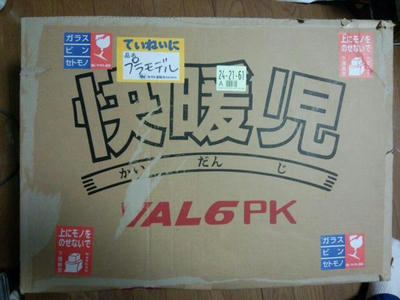 ガラス
ビン
セトモノ
ていねいに
品名
プラモデル
24-21-61
A
上にモノを
のせないで
快暖児
かい だん じ
VAL6PK
上にモノを
のせないで
ガラス
ビン
セトモノ